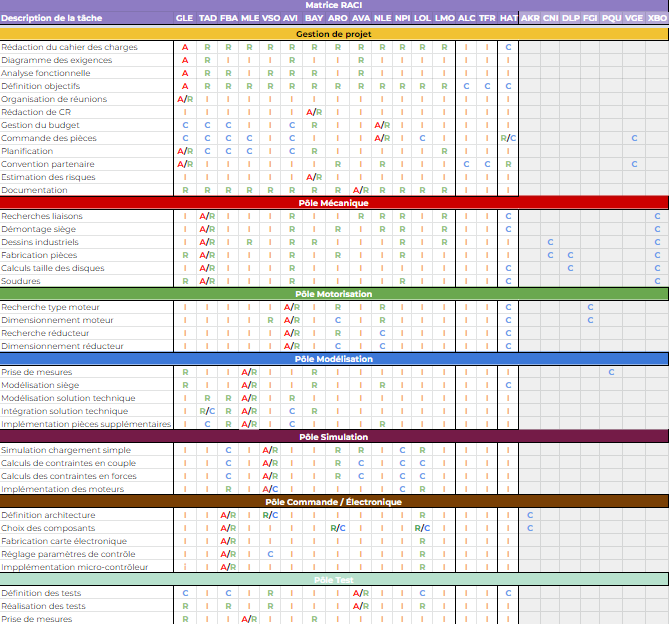 Matrice RACI
Description de la tâche GLE TAD FBA MLE VSO AVI BAY ARO AVA NLE NPI LOL LMO ALC TFR HAT AKR CNI DLP FGI PQU VGE XBO
Gestion de projet
Rédaction du cahier des charges A R R R R R R R R R R R R I I C
Diagramme des exigences A R I I I R I I R I I I I I I I
Analyse fonctionnelle A R
Définition objectifs A R R R R R R R R R R R R C C C
Organisation de réunions A/R I I I I I I I I I I I I I I I
Rédaction de CR I I I I I I A/R I I I I I I I I I
Gestion du budget C C C I I C R I I A/R I I I I I I
Commande des pièces C C C C I C I I I A/R I C I I I R/C C
Planification A/R C C C I C R I I I I I R I I I
Convention partenaire A/R I I I I I I R I R I I R C C R C
Estimation des risques I I I I I I A/R I I I I I I I I I
Documentation R R R R R R R R A/R R R R R I I I
Pôle Mécanique
Recherches liaisons I A/R I I I R I I R R R I R I I C C
Démontage siège I A/R I I I R I R I R R I R I I C C
Dessins industriels I A/R I R I R R I I I R I R I I I C C
Fabrication pièces R A/R I I I R I R I R I I I I I C C C C
Calculs taille des disques I A/R I I I R I I I I I I I I I C C C
Soudures R A/R I I I R I I I I R I I I I C C
Pôle Motorisation
Recherche type moteur I I I I I A/R I R I R I I I I I C C
Dimensionnement moteur I I I I R A/R I C I R I I I I I C C
Recherche réducteur I I I I I A/R I R I C I I I I I C
Dimensionnement réducteur I I I I I A/R I C I C I I I I I C
Pôle Modélisation
Prise de mesures R I I A/R I I R I I I I I I I I I C
Modélisation siège R I I A/R I I R I I R I I I I I C
Modélisation solution technique I R R A/R I I I I I I I I I I I I
Intégration solution technique I R/C R A/R I C R I I I I I I I I I
Implémentation pièces supplémentaires I C R A/R I C I I I R I I I I I I
Pôle Simulation
Simulation chargement simple I I C I A/R I I R R I C R I I I I
Calculs de contraintes en couple I I C I A/R I I R C I C C I I I I
Calculs des contraintes en forces I I C I A/R I I R C I C C I I I I
Implémentation des moteurs I I R I A/C I I I I I C R I I I I
Pôle Commande / Électronique
Définition architecture I I A/R I R/C I I I I I I R I I I I C
Choix des composants I I A/R I I I I R/C I I I R/C I I I I C
Fabrication carte électronique I I A/R I I I I I I I I R I I I I
Réglage paramètres de contrôle I I A/R I C I I I I I I R I I I I
Impplémentation micro-contrôleur I I A/R I I I I I I I I R I I I I
Pôle Test
Définition des tests C I C I R I I I A/R I I C I I I C
Réalisation des tests R I R I R I I I A/R I I R I I I I
Prise de mesures R I I A/R I I R I I I I I I I I I